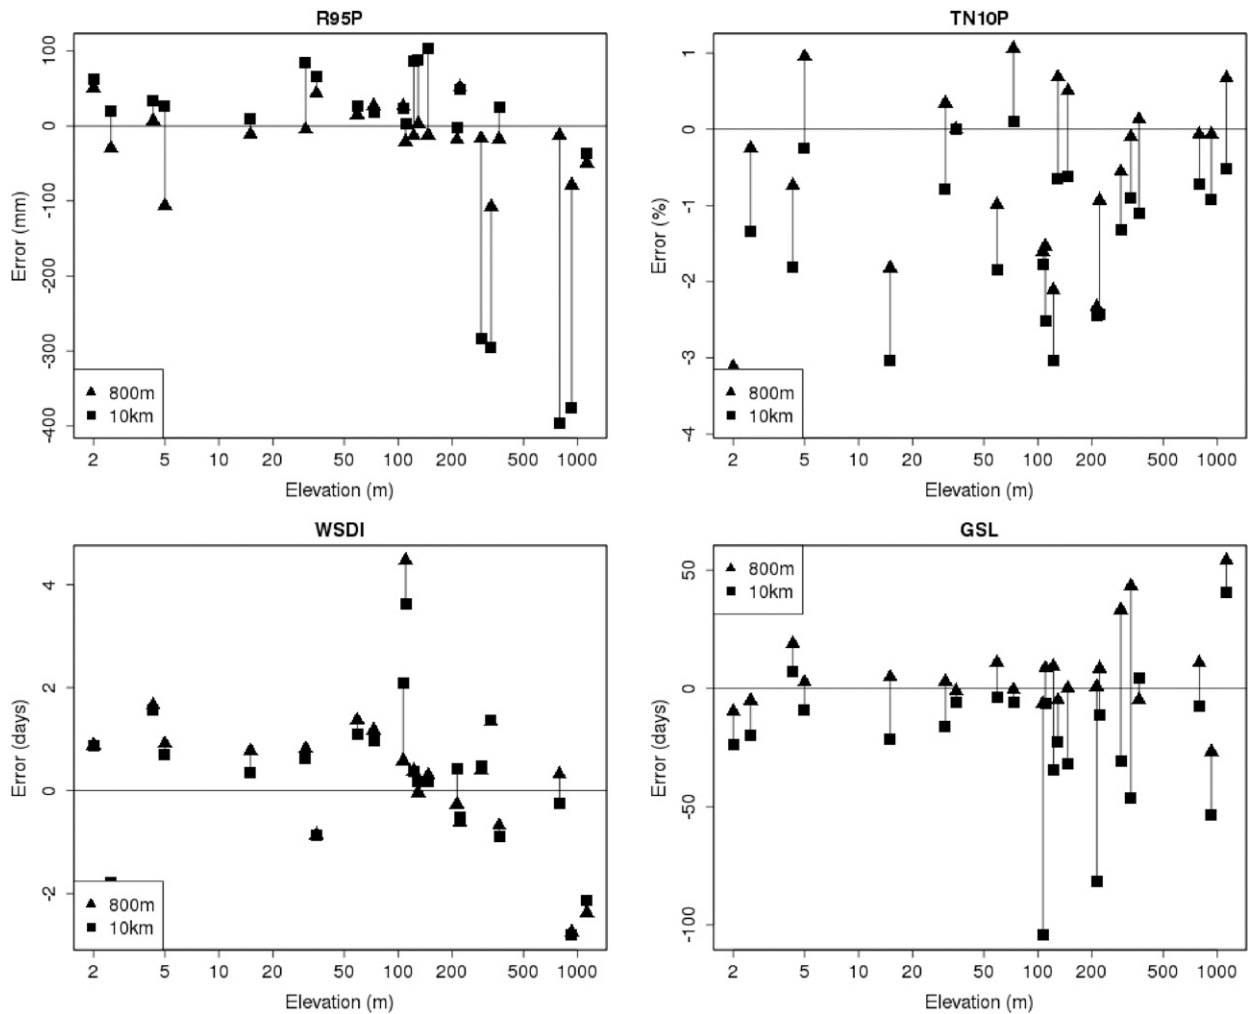 R95P
100
0
-100
-200
-300
-400
Error (mm)
800m
10km
2 5 10 20 50 100 200 500 1000
Elevation (m)
TN10P
1
0
-1
-2
-3
-4
Error (%)
800m
10km
2 5 10 20 50 100 200 500 1000
Elevation (m)
WSDI
4
2
0
-2
Error (days)
800m
10km
2 5 10 20 50 100 200 500 1000
Elevation (m)
GSL
50
0
-50
-100
Error (days)
800m
10km
2 5 10 20 50 100 200 500 1000
Elevation (m)